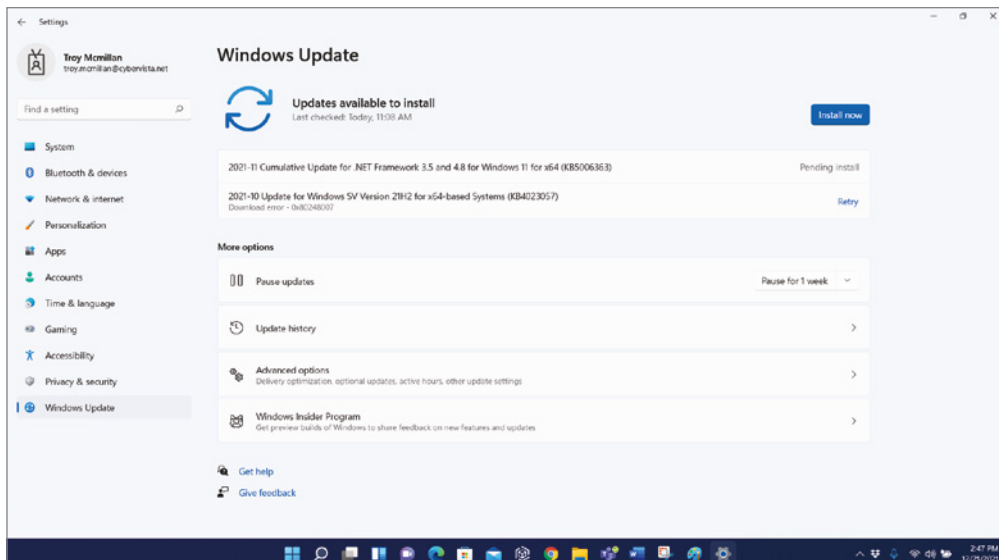 Settings
Troy Mcmillan
troy.mcmillan@cybervista.net
Find a setting
System
Bluetooth & devices
Network & internet
Personalization
Apps
Accounts
Time & language
Gaming
Accessibility
Privacy & security
Windows Update
Windows Update
Updates available to install
Last checked: Today, 11:08 AM
Install now
2021-11 Cumulative Update for .NET Framework 3.5 and 4.8 for Windows 11 for x64 (KB5006363)
Pending install
2021-10 Update for Windows SV Version 21H2 for x64-based Systems (KB4023057)
Download error - 0x80248007
Retry
More options
Pause updates
Pause for 1 week
Update history
Advanced options
Delivery optimization, optional updates, active hours, other update settings
Windows Insider Program
Get preview builds of Windows to share feedback on new features and updates
Get help
Give feedback
2:47 PM